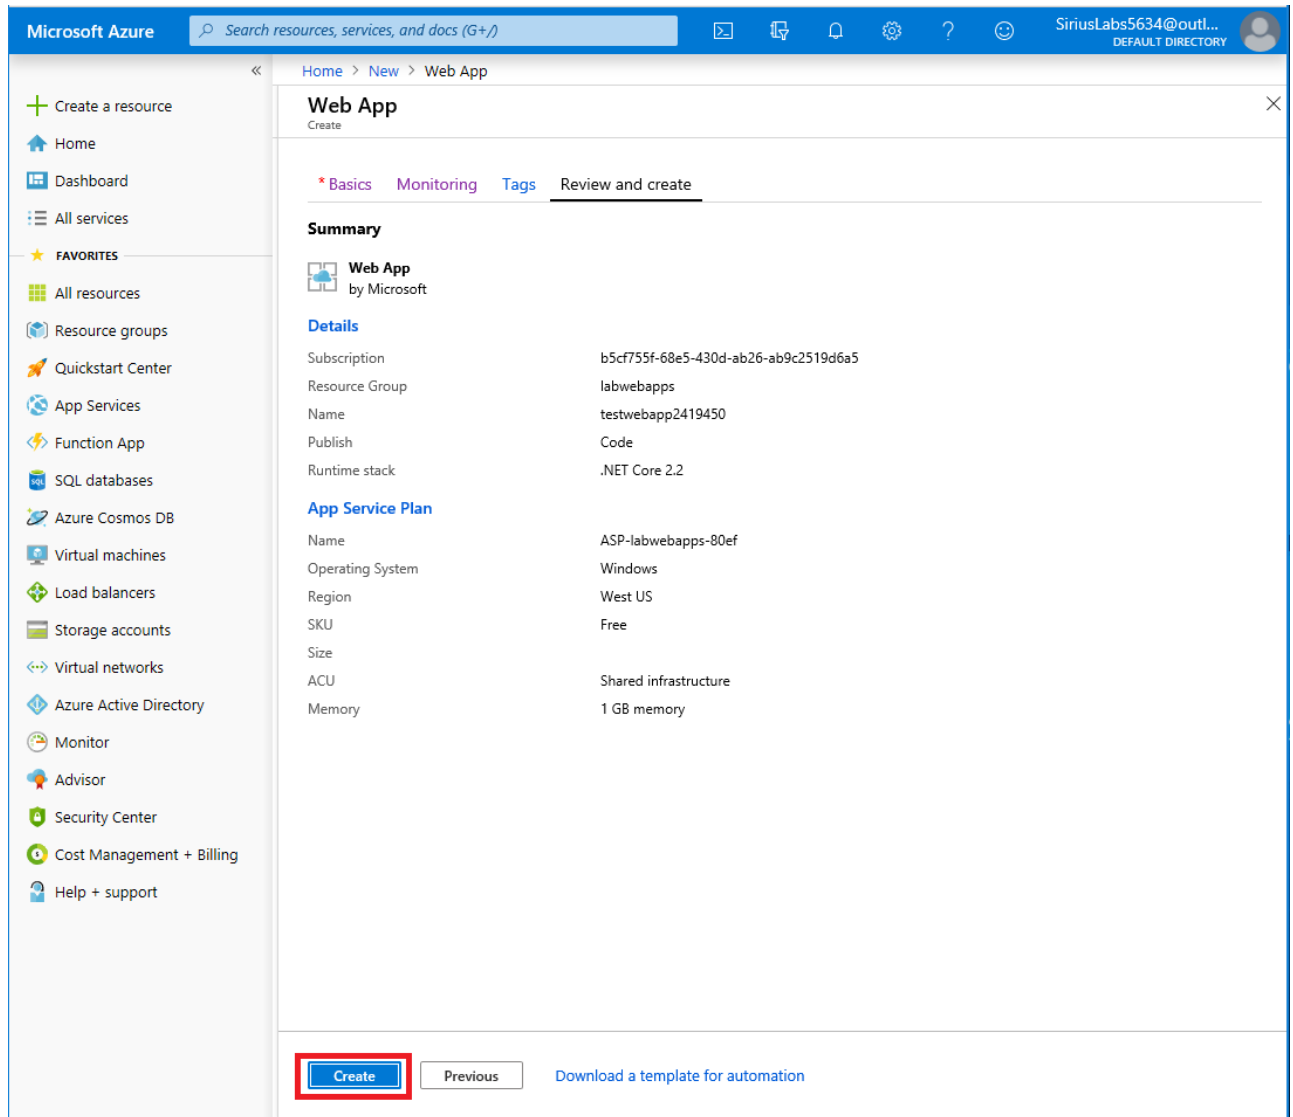 Microsoft Azure
Search resources, services, and docs (G+/)
SiriusLabs5634@outl...
DEFAULT DIRECTORY
Home > New > Web App
Web App
Create
Create a resource
Home
Dashboard
All services
FAVORITES
All resources
Resource groups
Quickstart Center
App Services
Function App
SQL databases
Azure Cosmos DB
Virtual machines
Load balancers
Storage accounts
Virtual networks
Azure Active Directory
Monitor
Advisor
Security Center
Cost Management + Billing
Help + support
* Basics Monitoring Tags Review and create
Summary
Web App
by Microsoft
Details
Subscription b5cf755f-68e5-430d-ab26-ab9c2519d6a5
Resource Group labwebapps
Name testwebapp2419450
Publish Code
Runtime stack .NET Core 2.2
App Service Plan
Name ASP-labwebapps-80ef
Operating System Windows
Region West US
SKU Free
Size
ACU Shared infrastructure
Memory 1 GB memory
Create Previous Download a template for automation